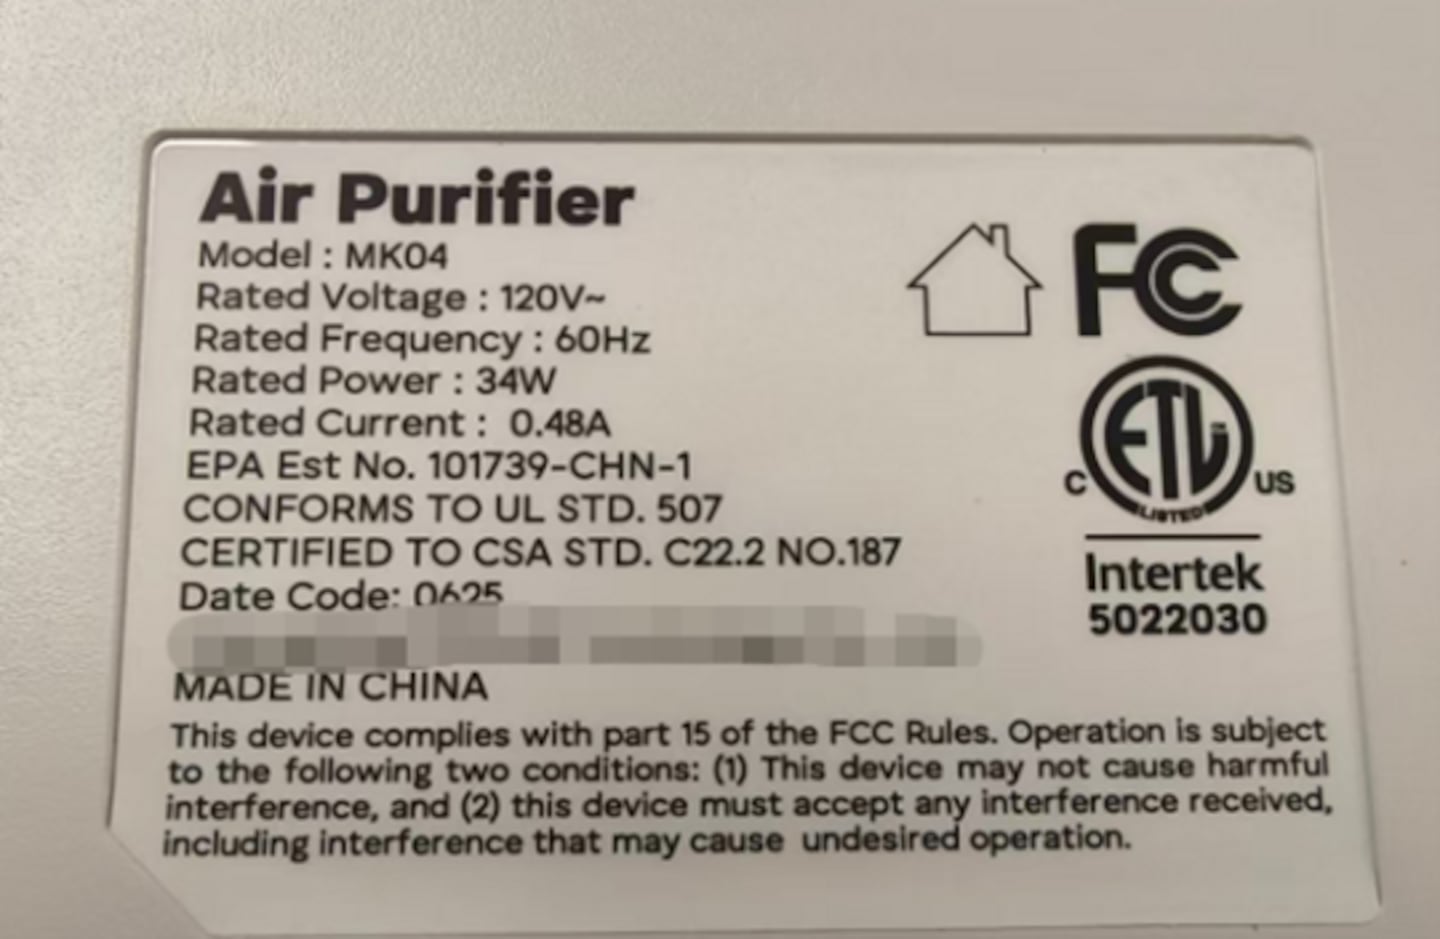 Air Purifier
Model : MK04
Rated Voltage : 120V~
Rated Frequency : 60Hz
Rated Power : 34W
Rated Current : 0.48A
EPA Est No. 101739-CHN-1
CONFORMS TO UL STD. 507
CERTIFIED TO CSA STD. C22.2 NO.187
Date Code: 0625
MADE IN CHINA
This device complies with part 15 of the FCC Rules. Operation is subject
to the following two conditions: (1) This device may not cause harmful
interference, and (2) this device must accept any interference received,
including interference that may cause undesired operation.
FC
ETL
C US
LISTED
Intertek
5022030